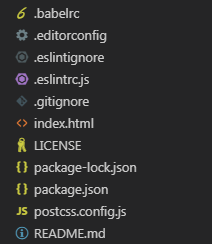 .babelrc
.editorconfig
.eslintignore
.eslintrc.js
.gitignore
index.html
LICENSE
package-lock.json
package.json
JS postcss.config.js
README.md